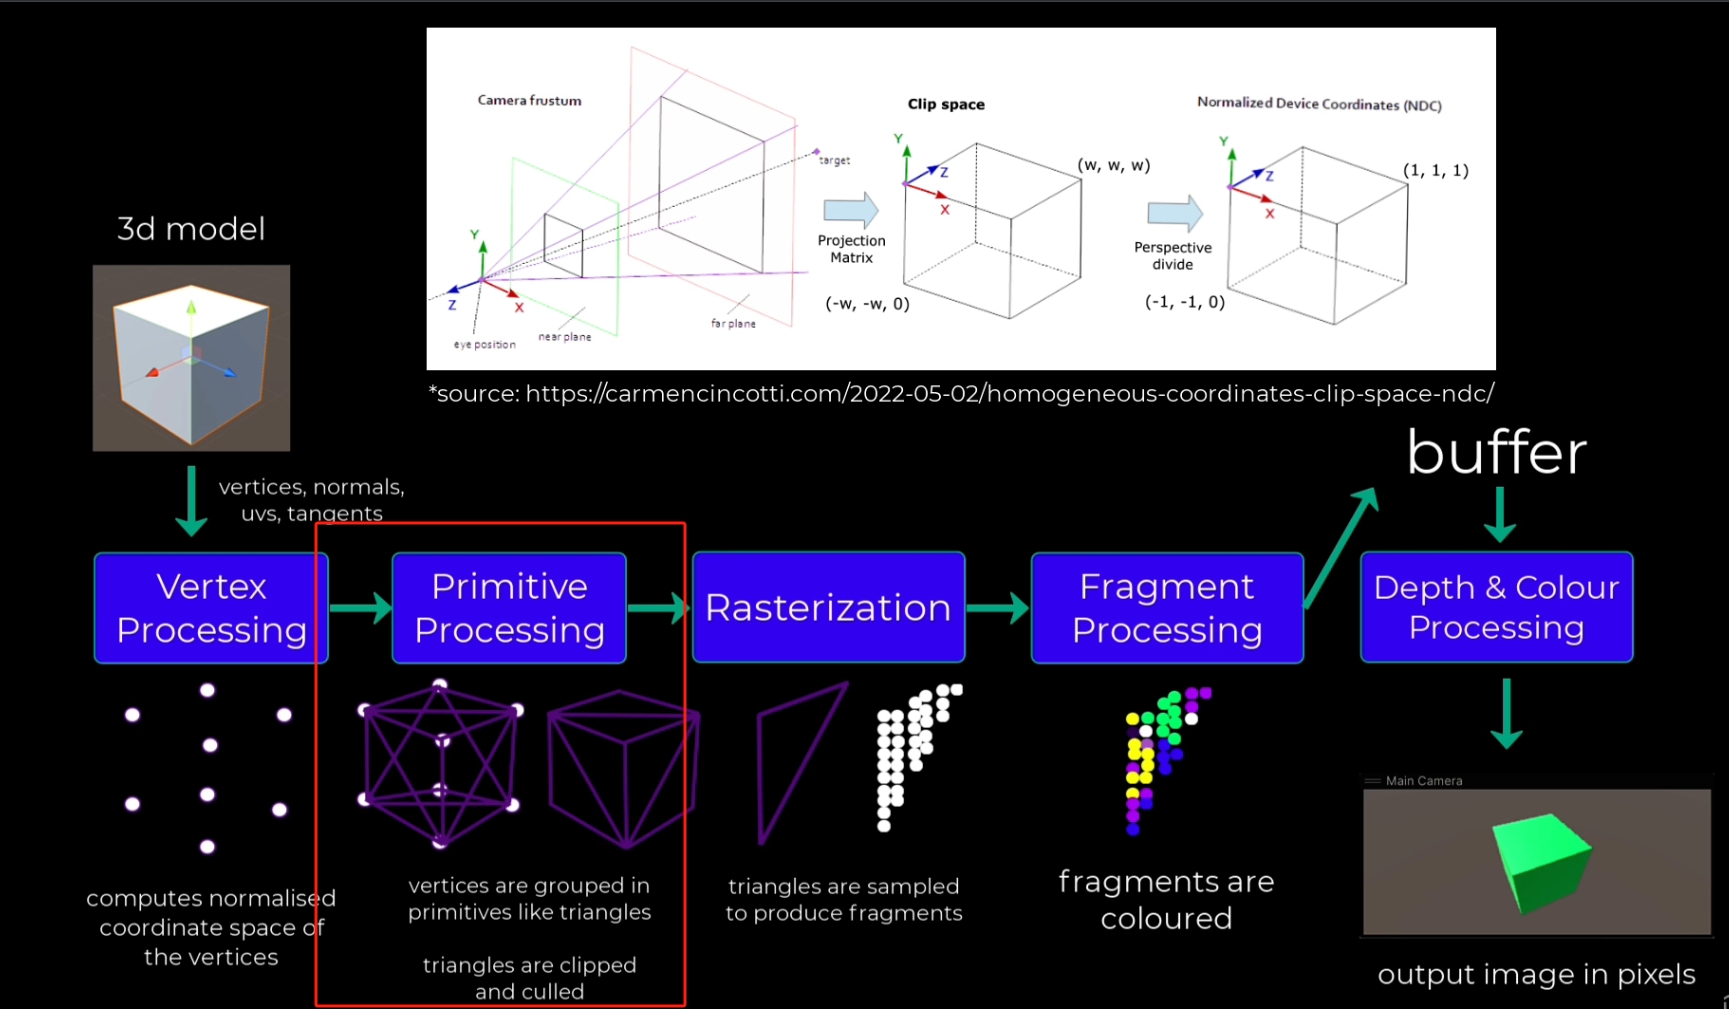 Camera frustum
Clip space
Normalized Device Coordinates (NDC)
Y
Z
X
eye position
near plane
far plane
target
Projection
Matrix
Y
Z
X
(w, w, w)
(-w, -w, 0)
Perspective
divide
Y
Z
X
(1, 1, 1)
(-1, -1, 0)
*source: https://carmencincotti.com/2022-05-02/homogeneous-coordinates-clip-space-ndc/
3d model
vertices, normals,
uvs, tangents
buffer
Vertex
Processing
Primitive
Processing
Rasterization
Fragment
Processing
Depth & Colour
Processing
computes normalised
coordinate space of
the vertices
vertices are grouped in
primitives like triangles
triangles are clipped
and culled
triangles are sampled
to produce fragments
fragments are
coloured
Main Camera
output image in pixels